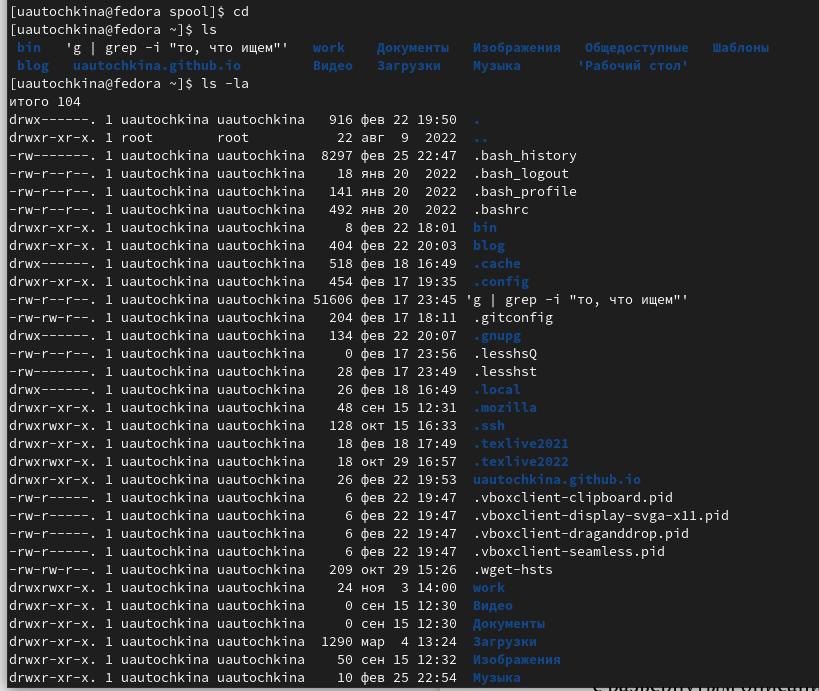 [uautochkina@fedora spool]$ cd
[uautochkina@fedora ~]$ ls
bin 'g | grep -i "то, что ищем"' work Документы Изображения Общедоступные Шаблоны
blog uautochkina.github.io Видео Загрузки Музыка 'Рабочий стол'
[uautochkina@fedora ~]$ ls -la
итого 104
drwx------. 1 uautochkina uautochkina 916 фев 22 19:50 .
drwxr-xr-x. 1 root root 22 авг 9 2022 ..
-rw-------. 1 uautochkina uautochkina 8297 фев 25 22:47 .bash_history
-rw-r--r--. 1 uautochkina uautochkina 18 янв 20 2022 .bash_logout
-rw-r--r--. 1 uautochkina uautochkina 141 янв 20 2022 .bash_profile
-rw-r--r--. 1 uautochkina uautochkina 492 янв 20 2022 .bashrc
drwxr-xr-x. 1 uautochkina uautochkina 8 фев 22 18:01 bin
drwxr-xr-x. 1 uautochkina uautochkina 404 фев 22 20:03 blog
drwx------. 1 uautochkina uautochkina 518 фев 18 16:49 .cache
drwxr-xr-x. 1 uautochkina uautochkina 454 фев 17 19:35 .config
-rw-r--r--. 1 uautochkina uautochkina 51606 фев 17 23:45 'g | grep -i "то, что ищем"'
-rw-rw-r--. 1 uautochkina uautochkina 204 фев 17 18:11 .gitconfig
drwx------. 1 uautochkina uautochkina 134 фев 22 20:07 .gnupg
-rw-r--r--. 1 uautochkina uautochkina 0 фев 17 23:56 .lesshsQ
-rw-------. 1 uautochkina uautochkina 28 фев 17 23:49 .lesshst
drwx------. 1 uautochkina uautochkina 26 фев 18 16:49 .local
drwxr-xr-x. 1 uautochkina uautochkina 48 сен 15 12:31 .mozilla
drwxrwxr-x. 1 uautochkina uautochkina 128 окт 15 16:33 .ssh
drwxr-xr-x. 1 uautochkina uautochkina 18 фев 18 17:49 .texlive2021
drwxrwxr-x. 1 uautochkina uautochkina 18 окт 29 16:57 .texlive2022
drwxr-xr-x. 1 uautochkina uautochkina 26 фев 22 19:53 uautochkina.github.io
-rw-r-----. 1 uautochkina uautochkina 6 фев 22 19:47 .vboxclient-clipboard.pid
-rw-r-----. 1 uautochkina uautochkina 6 фев 22 19:47 .vboxclient-display-svga-x11.pid
-rw-r-----. 1 uautochkina uautochkina 6 фев 22 19:47 .vboxclient-draganddrop.pid
-rw-r-----. 1 uautochkina uautochkina 6 фев 22 19:47 .vboxclient-seamless.pid
-rw-rw-r--. 1 uautochkina uautochkina 209 окт 29 15:26 .wget-hsts
drwxrwxr-x. 1 uautochkina uautochkina 24 ноя 3 14:00 work
drwxr-xr-x. 1 uautochkina uautochkina 0 сен 15 12:30 Видео
drwxr-xr-x. 1 uautochkina uautochkina 0 сен 15 12:30 Документы
drwxr-xr-x. 1 uautochkina uautochkina 1290 мар 4 13:24 Загрузки
drwxr-xr-x. 1 uautochkina uautochkina 50 сен 15 12:32 Изображения
drwxr-xr-x. 1 uautochkina uautochkina 10 фев 25 22:54 Музыка